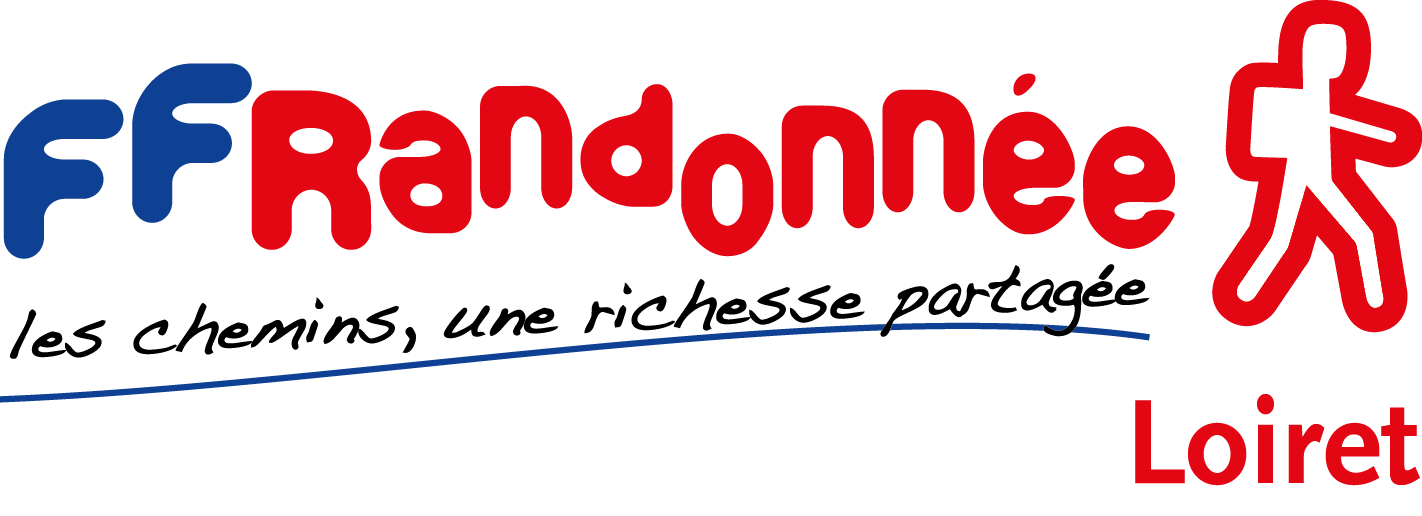 FFRandonnée
les chemins, une richesse partagée
Loiret